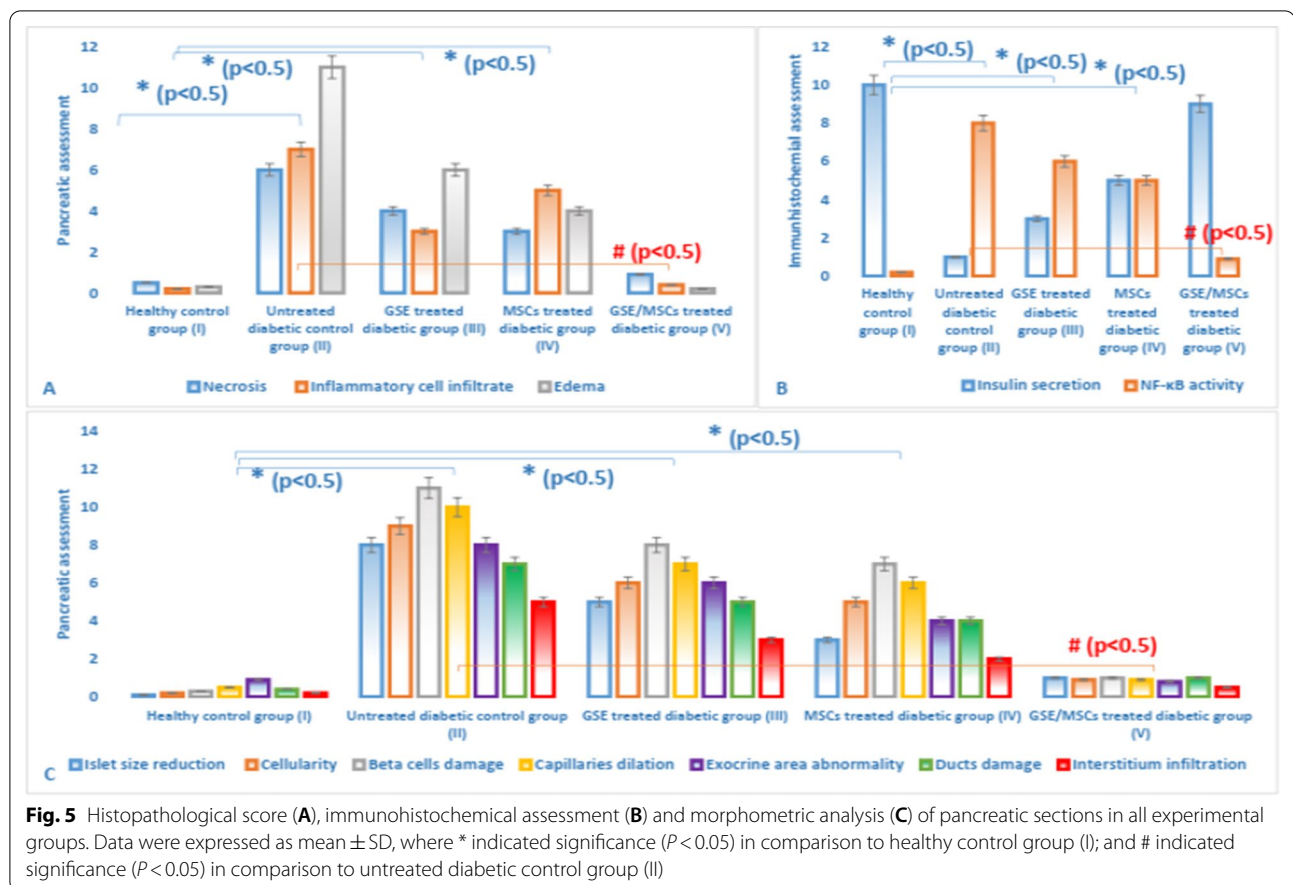 12
10
8
6
4
2
0
Pancreatic assessment
* (p<0.5)
* (p<0.5)
* (p<0.5)
# (p<0.5)
Healthy control
group (I)
Untreated
diabetic control
group (II)
GSE treated
diabetic group (III)
MSCs treated
diabetic group
(IV)
GSE/MSCs treated
diabetic group (V)
A
Necrosis Inflammatory cell infiltrate Edema
12
10
8
6
4
2
0
Immunhistochemial assessment
* (p<0.5)
* (p<0.5)
* (p<0.5)
# (p<0.5)
Healthy
control
group (I)
Untreated
diabetic
control
group (II)
GSE treated
diabetic
group (III)
MSCs
treated
diabetic
group (IV)
GSE/MSCs
treated
diabetic
group (V)
B
Insulin secretion NF-κB activity
14
12
10
8
6
4
2
0
Pancreatic assessment
* (p<0.5)
* (p<0.5)
* (p<0.5)
# (p<0.5)
Healthy control group (I)
Untreated diabetic control group
(II)
GSE treated diabetic group (III)
MSCs treated diabetic group (IV)
GSE/MSCs treated diabetic group
(V)
C
Islet size reduction Cellularity Beta cells damage Capillaries dilation Exocrine area abnormality Ducts damage Interstitium infiltration
Fig. 5 Histopathological score (A), immunohistochemical assessment (B) and morphometric analysis (C) of pancreatic sections in all experimental
groups. Data were expressed as mean ± SD, where * indicated significance (P < 0.05) in comparison to healthy control group (I); and # indicated
significance (P < 0.05) in comparison to untreated diabetic control group (II)